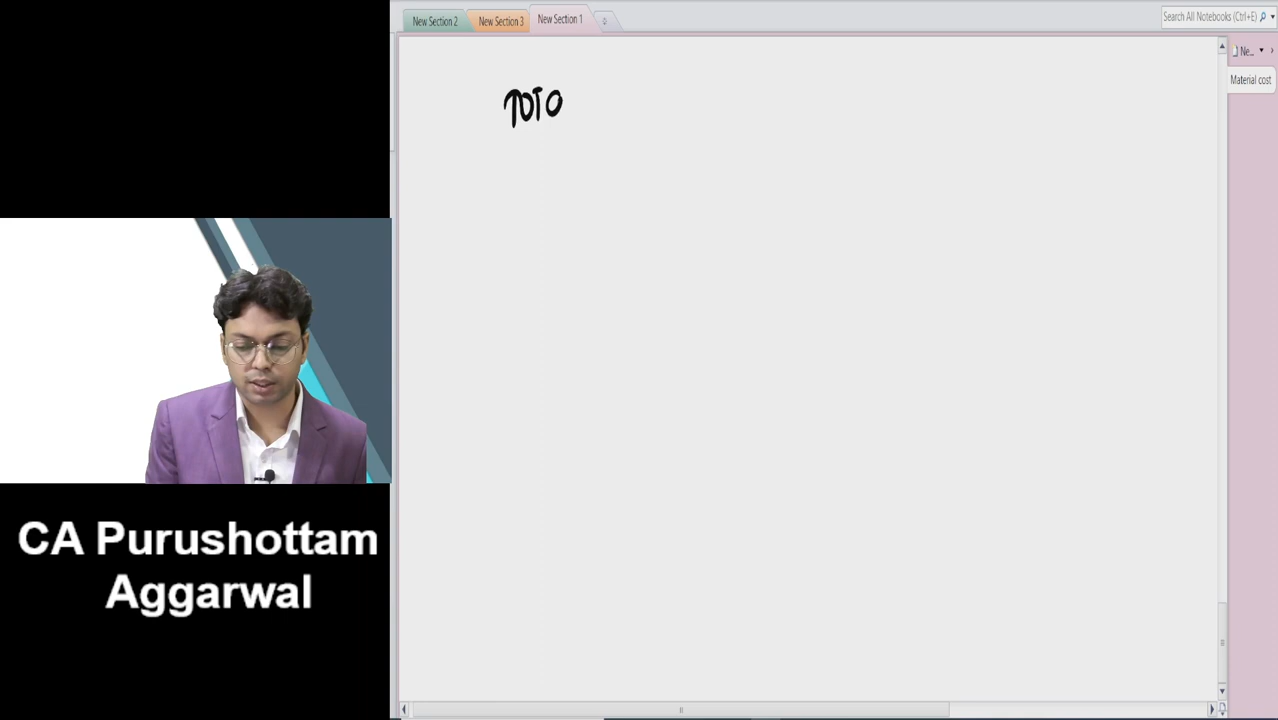 New Section 2
New Section 3
New Section 1
Search All Notebooks (Ctrl+E)
Ne...
Material cost
TOTO
CA Purushottam
Aggarwal